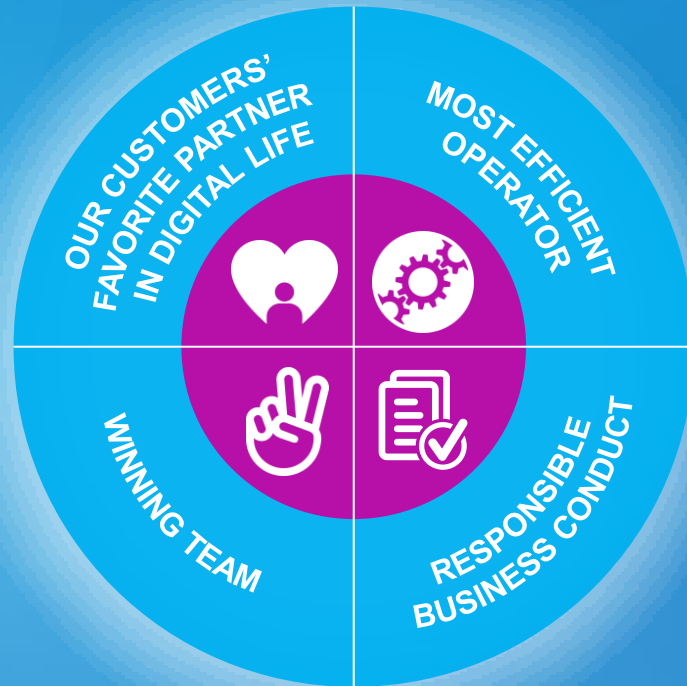 OUR CUSTOMERS’
FAVORITE PARTNER
IN DIGITAL LIFE
MOST EFFICIENT
OPERATOR
WINNING TEAM
RESPONSIBLE
BUSINESS CONDUCT